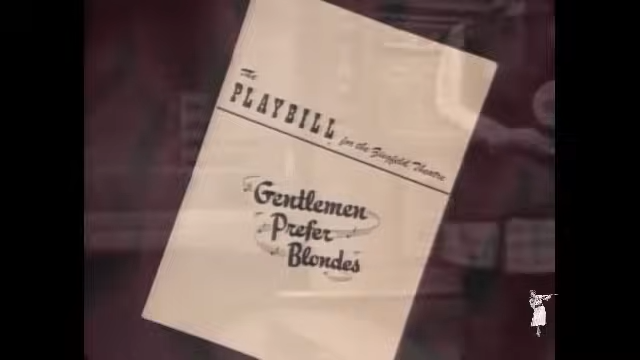 The
PLAYBILL for the Ziegfeld Theatre
Gentlemen
Prefer
Blondes